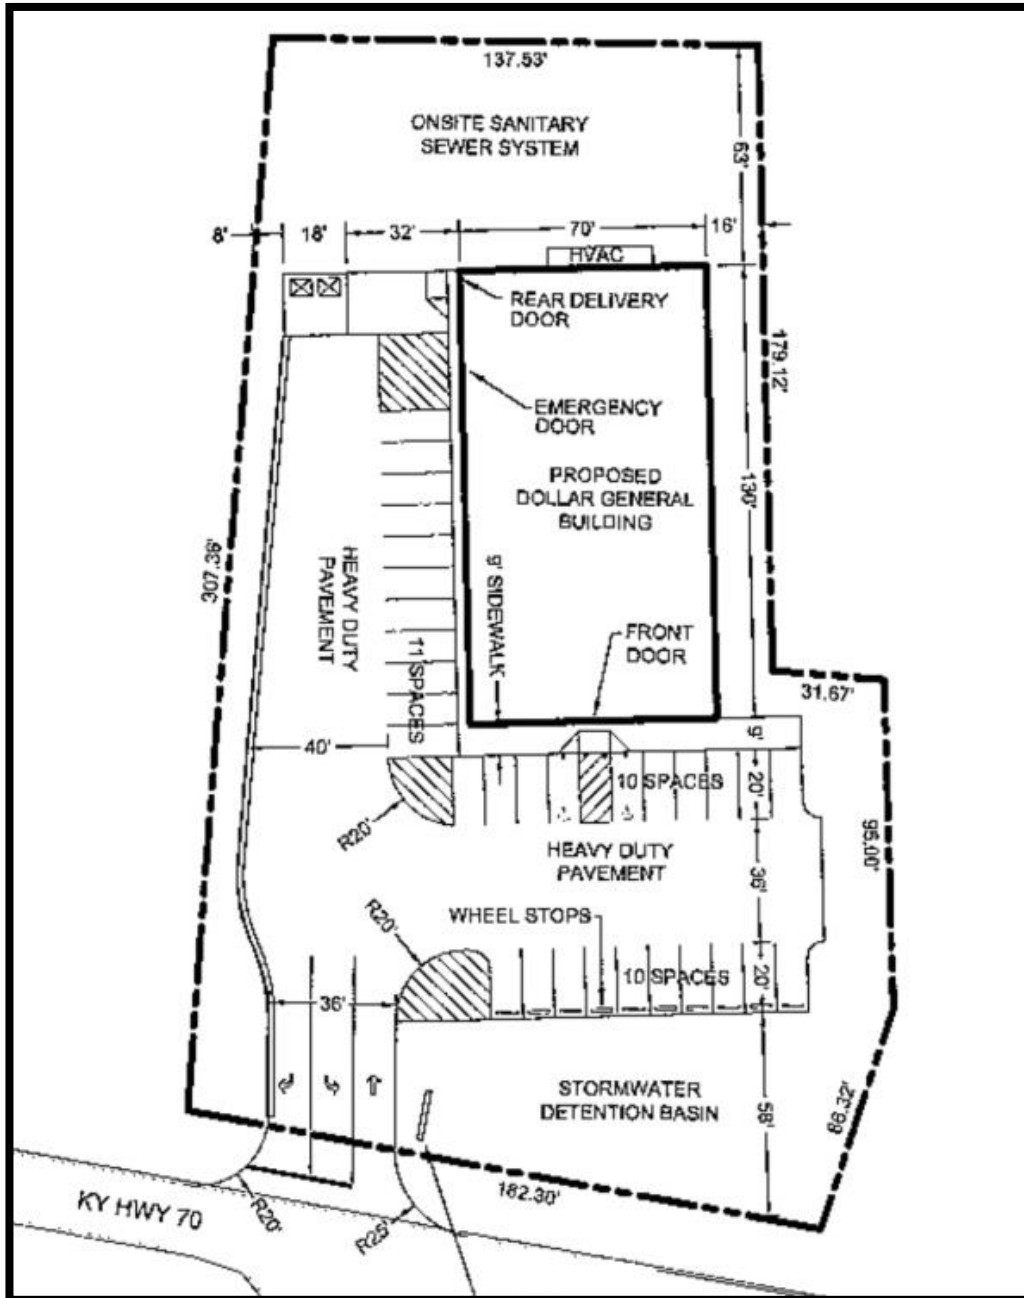 137.53'
ONSITE SANITARY
SEWER SYSTEM
63'
8'
18'
32'
70'
16'
HVAC
REAR DELIVERY
DOOR
179.12'
EMERGENCY
DOOR
PROPOSED
DOLLAR GENERAL
BUILDING
130'
307.38'
HEAVY DUTY
PAVEMENT
9' SIDEWALK
11 SPACES
FRONT
DOOR
31.67'
40'
9'
10 SPACES
20'
R20'
HEAVY DUTY
PAVEMENT
36'
95.00'
R20'
WHEEL STOPS
10 SPACES
20'
36'
STORMWATER
DETENTION BASIN
58'
182.30'
KY HWY 70
R20'
R25'